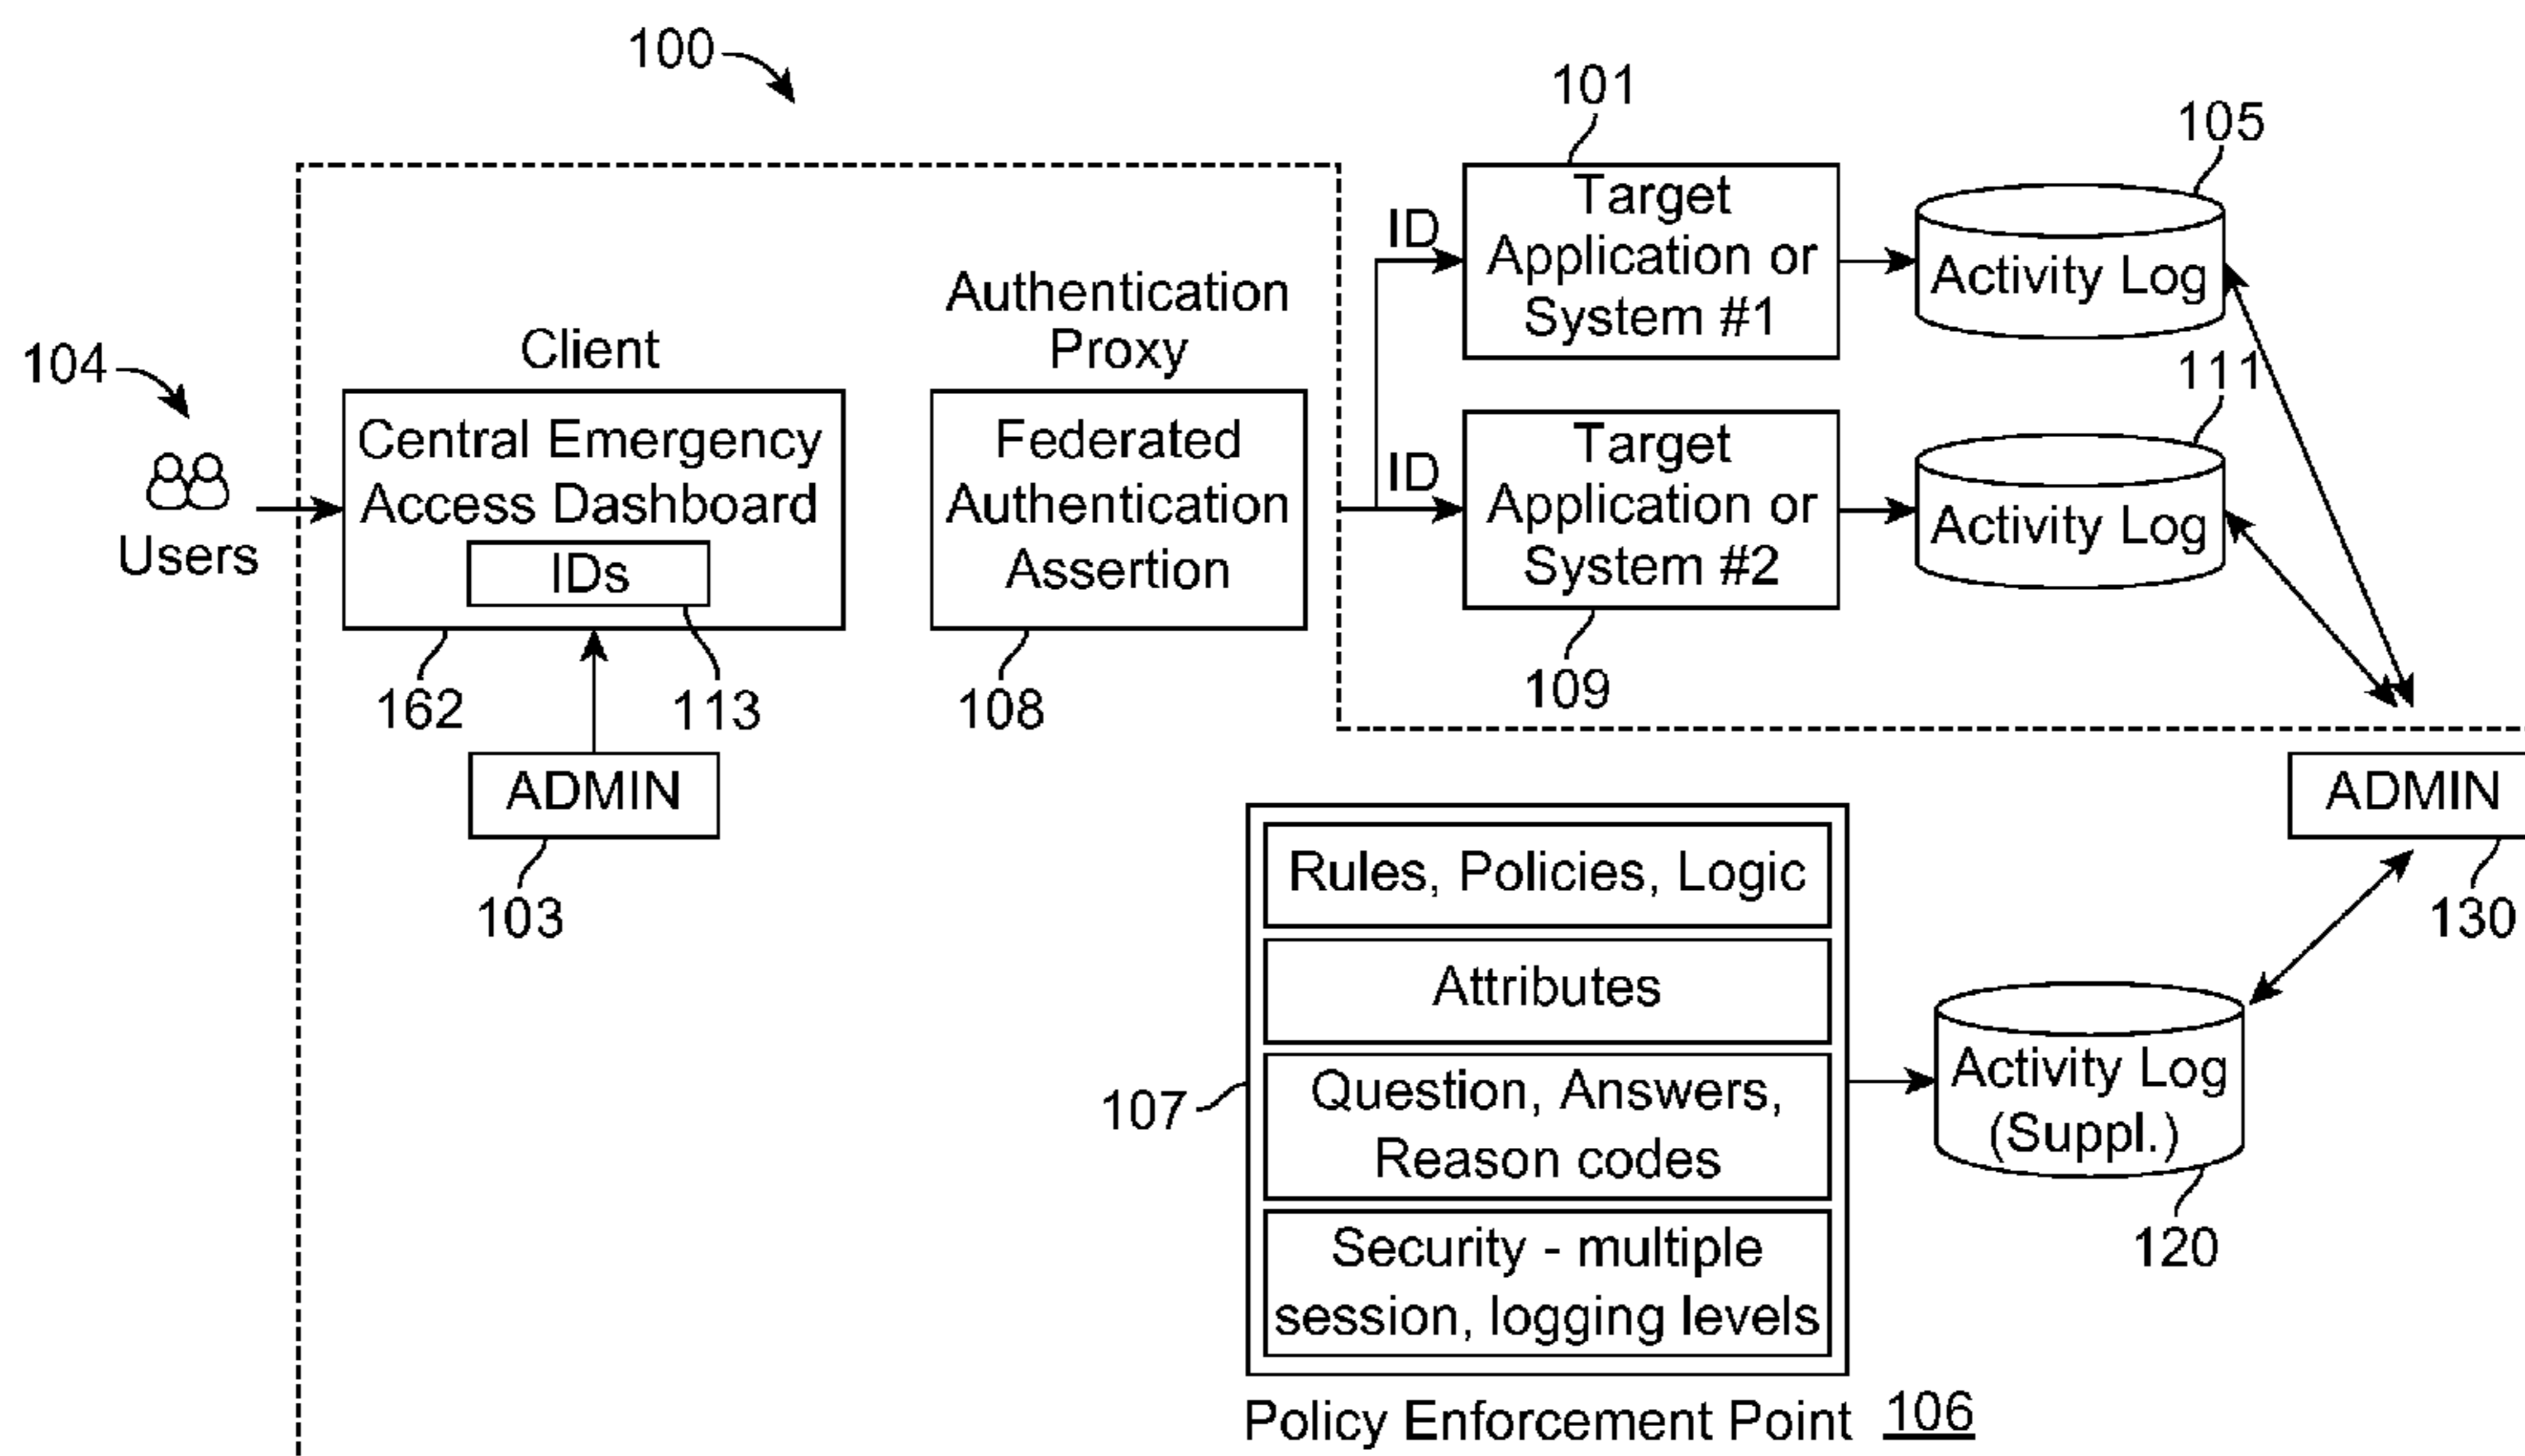 100
101
105
ID
Target
Application or
System #1
Activity Log
Authentication
Proxy
Client
104
111
Central Emergency
Access Dashboard
IDs
Federated
Authentication
Assertion
ID
Target
Application or
System #2
Activity Log
Users
162
113
108
109
ADMIN
103
ADMIN
130
Rules, Policies, Logic
Attributes
107
Question, Answers,
Reason codes
Security - multiple
session, logging levels
Activity Log
(Suppl.)
120
Policy Enforcement Point 106